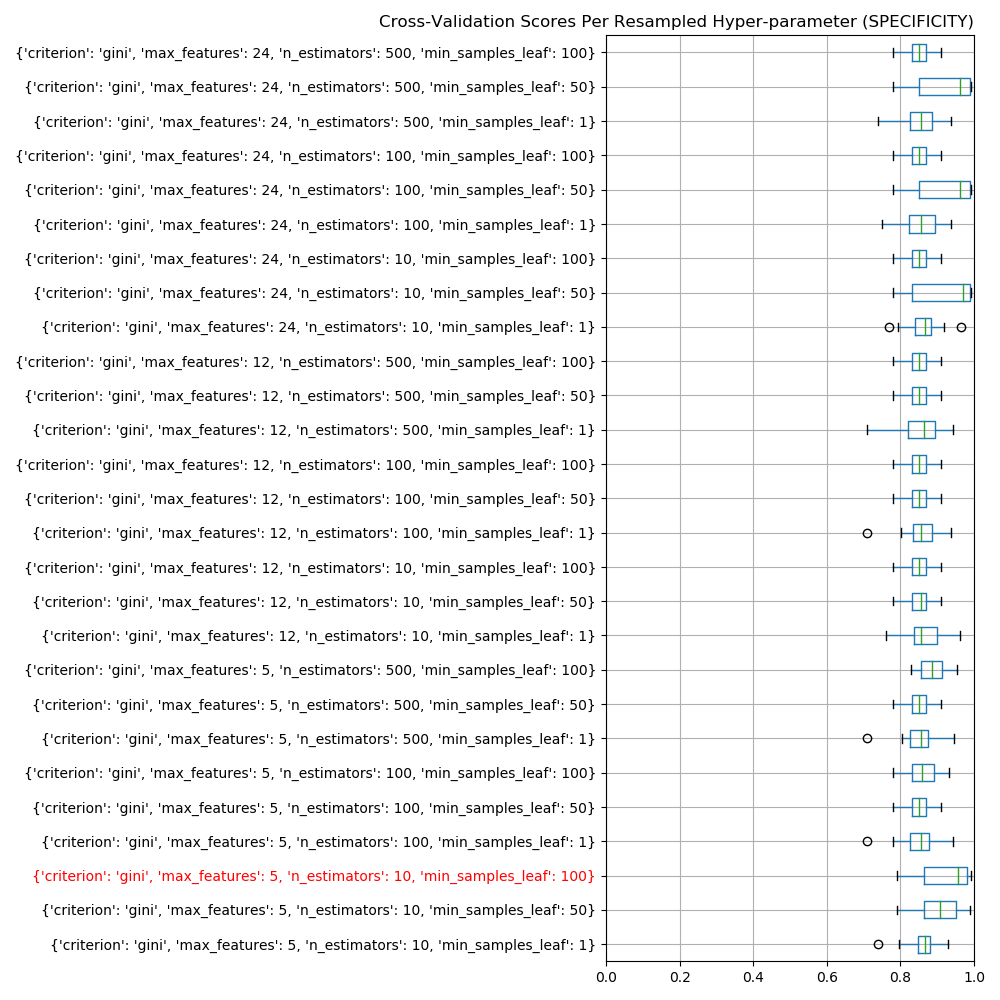 Cross-Validation Scores Per Resampled Hyper-parameter (SPECIFICITY)
{'criterion': 'gini', 'max_features': 24, 'n_estimators': 500, 'min_samples_leaf': 100}
{'criterion': 'gini', 'max_features': 24, 'n_estimators': 500, 'min_samples_leaf': 50}
{'criterion': 'gini', 'max_features': 24, 'n_estimators': 500, 'min_samples_leaf': 1}
{'criterion': 'gini', 'max_features': 24, 'n_estimators': 100, 'min_samples_leaf': 100}
{'criterion': 'gini', 'max_features': 24, 'n_estimators': 100, 'min_samples_leaf': 50}
{'criterion': 'gini', 'max_features': 24, 'n_estimators': 100, 'min_samples_leaf': 1}
{'criterion': 'gini', 'max_features': 24, 'n_estimators': 10, 'min_samples_leaf': 100}
{'criterion': 'gini', 'max_features': 24, 'n_estimators': 10, 'min_samples_leaf': 50}
{'criterion': 'gini', 'max_features': 24, 'n_estimators': 10, 'min_samples_leaf': 1}
{'criterion': 'gini', 'max_features': 12, 'n_estimators': 500, 'min_samples_leaf': 100}
{'criterion': 'gini', 'max_features': 12, 'n_estimators': 500, 'min_samples_leaf': 50}
{'criterion': 'gini', 'max_features': 12, 'n_estimators': 500, 'min_samples_leaf': 1}
{'criterion': 'gini', 'max_features': 12, 'n_estimators': 100, 'min_samples_leaf': 100}
{'criterion': 'gini', 'max_features': 12, 'n_estimators': 100, 'min_samples_leaf': 50}
{'criterion': 'gini', 'max_features': 12, 'n_estimators': 100, 'min_samples_leaf': 1}
{'criterion': 'gini', 'max_features': 12, 'n_estimators': 10, 'min_samples_leaf': 100}
{'criterion': 'gini', 'max_features': 12, 'n_estimators': 10, 'min_samples_leaf': 50}
{'criterion': 'gini', 'max_features': 12, 'n_estimators': 10, 'min_samples_leaf': 1}
{'criterion': 'gini', 'max_features': 5, 'n_estimators': 500, 'min_samples_leaf': 100}
{'criterion': 'gini', 'max_features': 5, 'n_estimators': 500, 'min_samples_leaf': 50}
{'criterion': 'gini', 'max_features': 5, 'n_estimators': 500, 'min_samples_leaf': 1}
{'criterion': 'gini', 'max_features': 5, 'n_estimators': 100, 'min_samples_leaf': 100}
{'criterion': 'gini', 'max_features': 5, 'n_estimators': 100, 'min_samples_leaf': 50}
{'criterion': 'gini', 'max_features': 5, 'n_estimators': 100, 'min_samples_leaf': 1}
{'criterion': 'gini', 'max_features': 5, 'n_estimators': 10, 'min_samples_leaf': 100}
{'criterion': 'gini', 'max_features': 5, 'n_estimators': 10, 'min_samples_leaf': 50}
{'criterion': 'gini', 'max_features': 5, 'n_estimators': 10, 'min_samples_leaf': 1}
0.0 0.2 0.4 0.6 0.8 1.0